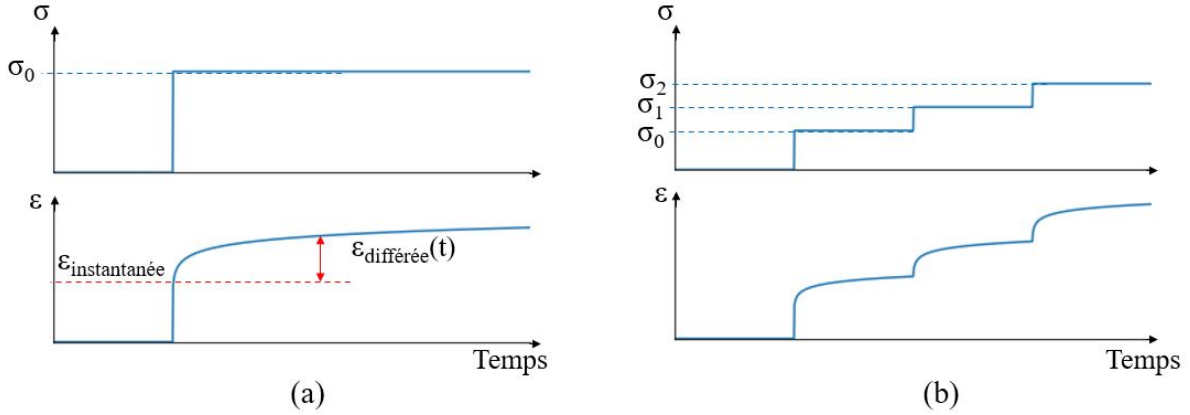 σ
σ0
ε
εinstantanée
εdifférée(t)
Temps
(a)
σ
σ2
σ1
σ0
ε
Temps
(b)